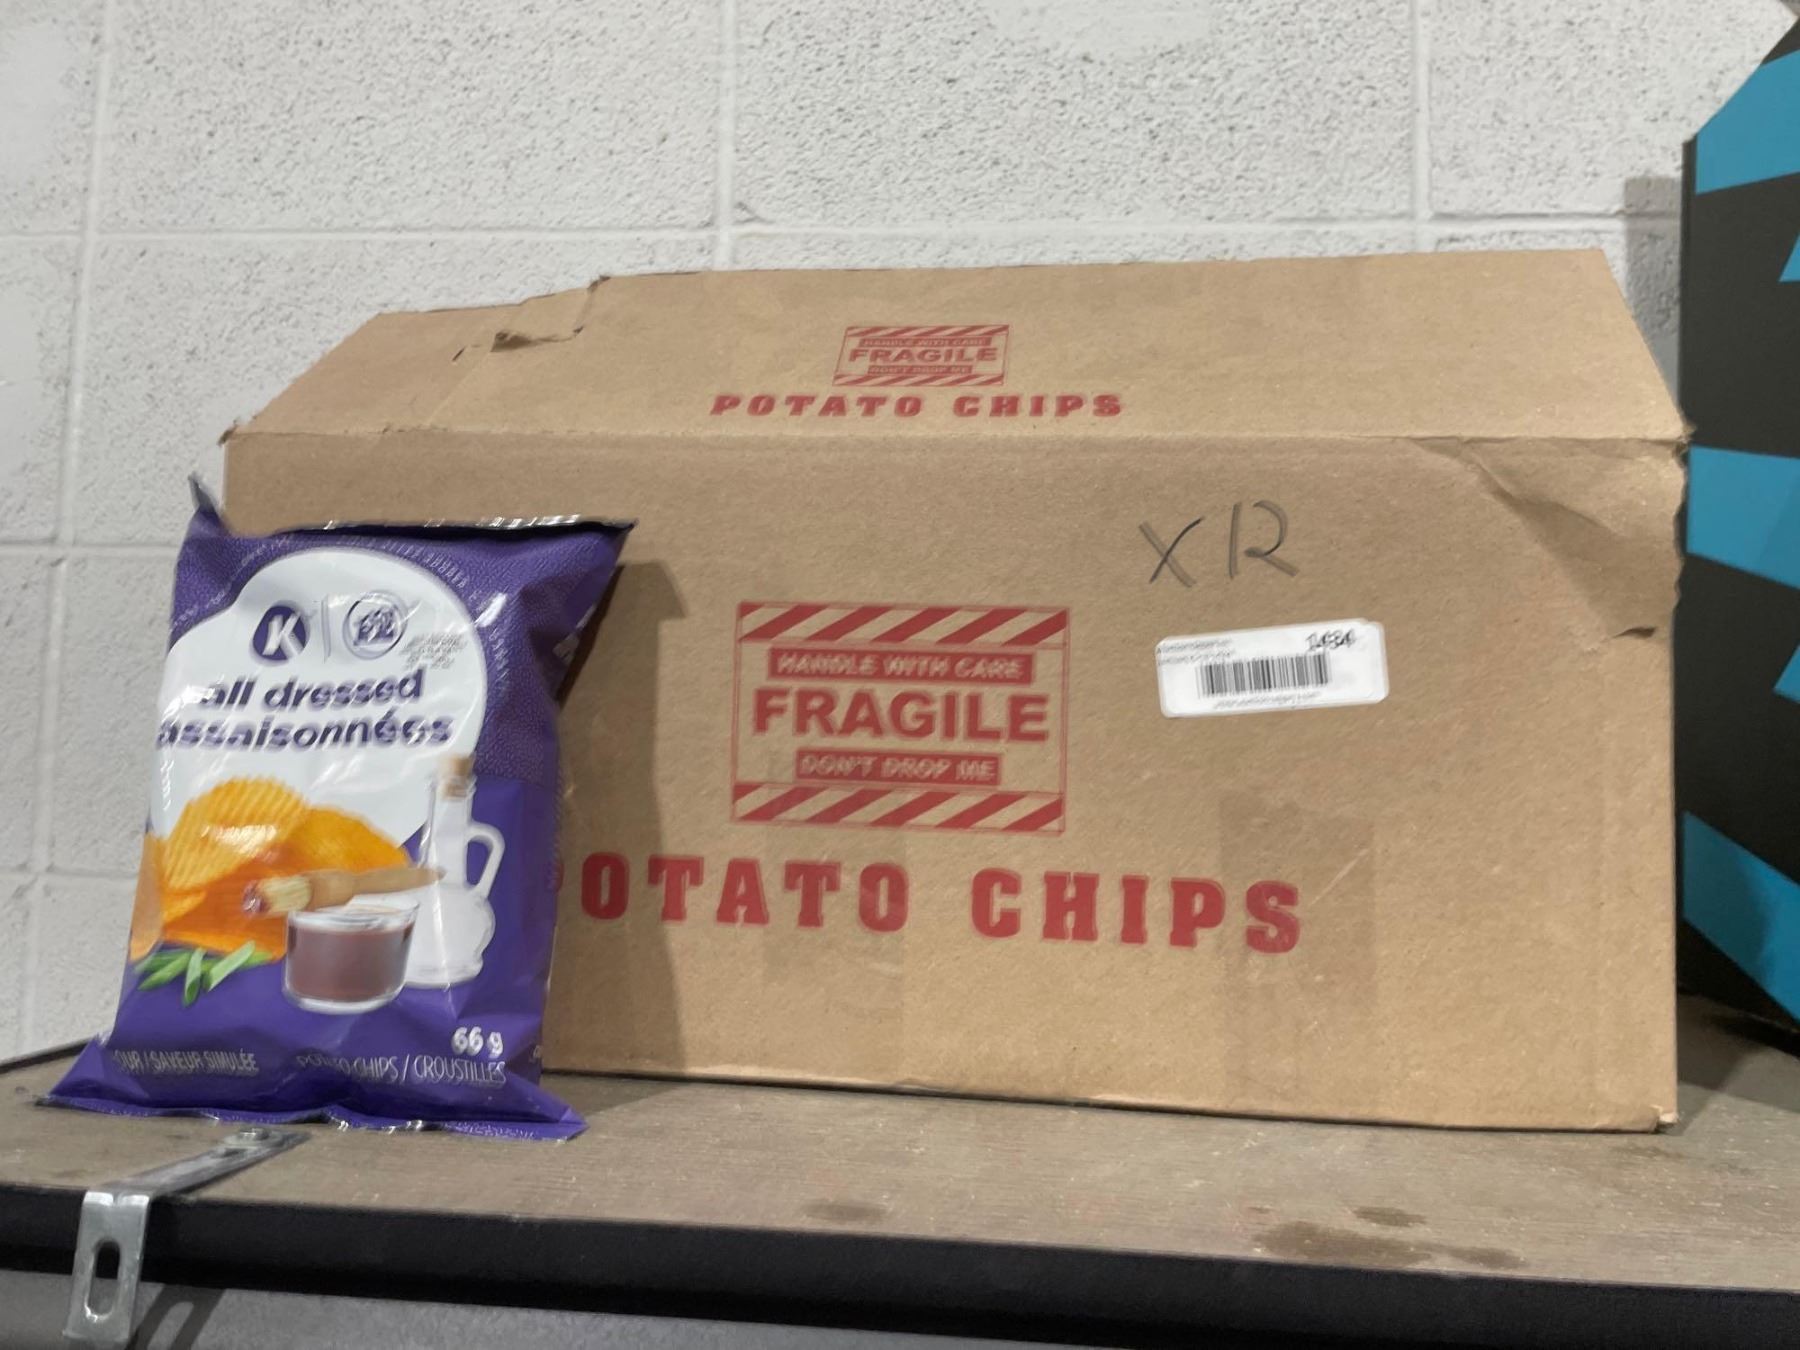 HANDLE WITH CARE
FRAGILE
DON'T DROP ME
POTATO CHIPS
XR
HANDLE WITH CARE
FRAGILE
DON'T DROP ME
OTATO CHIPS
K
all dressed
assaisonnées
66 g
OUR / SAVEUR SIMULÉE
POTATO CHIPS / CROUSTILLES